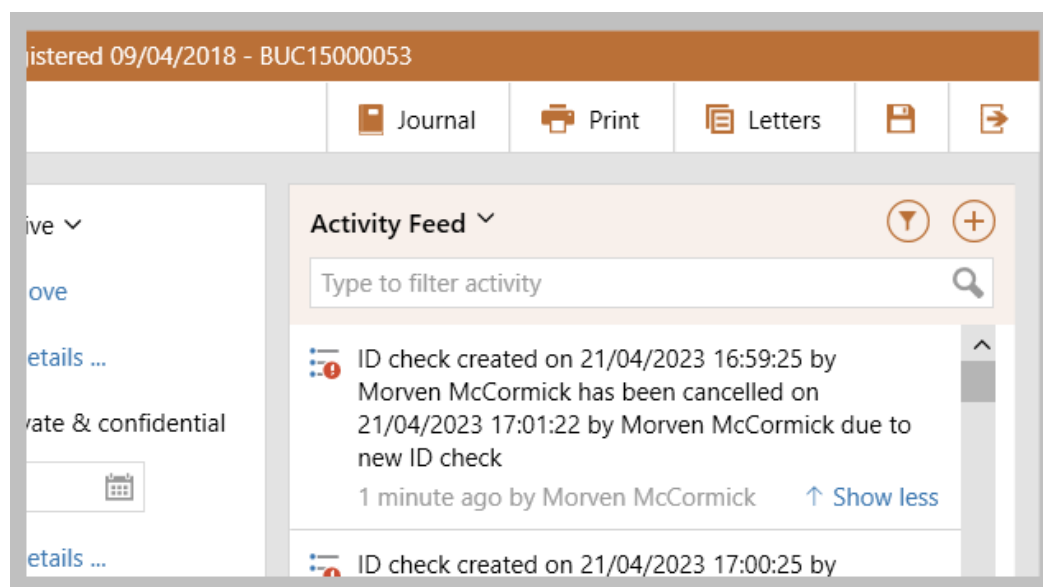 gistered 09/04/2018 - BUC15000053
Journal
Print
Letters
ive
ove
etails ...
vate & confidential
etails ...
Activity Feed
Type to filter activity
ID check created on 21/04/2023 16:59:25 by
Morven McCormick has been cancelled on
21/04/2023 17:01:22 by Morven McCormick due to
new ID check
1 minute ago by Morven McCormick ↑ Show less
ID check created on 21/04/2023 17:00:25 by